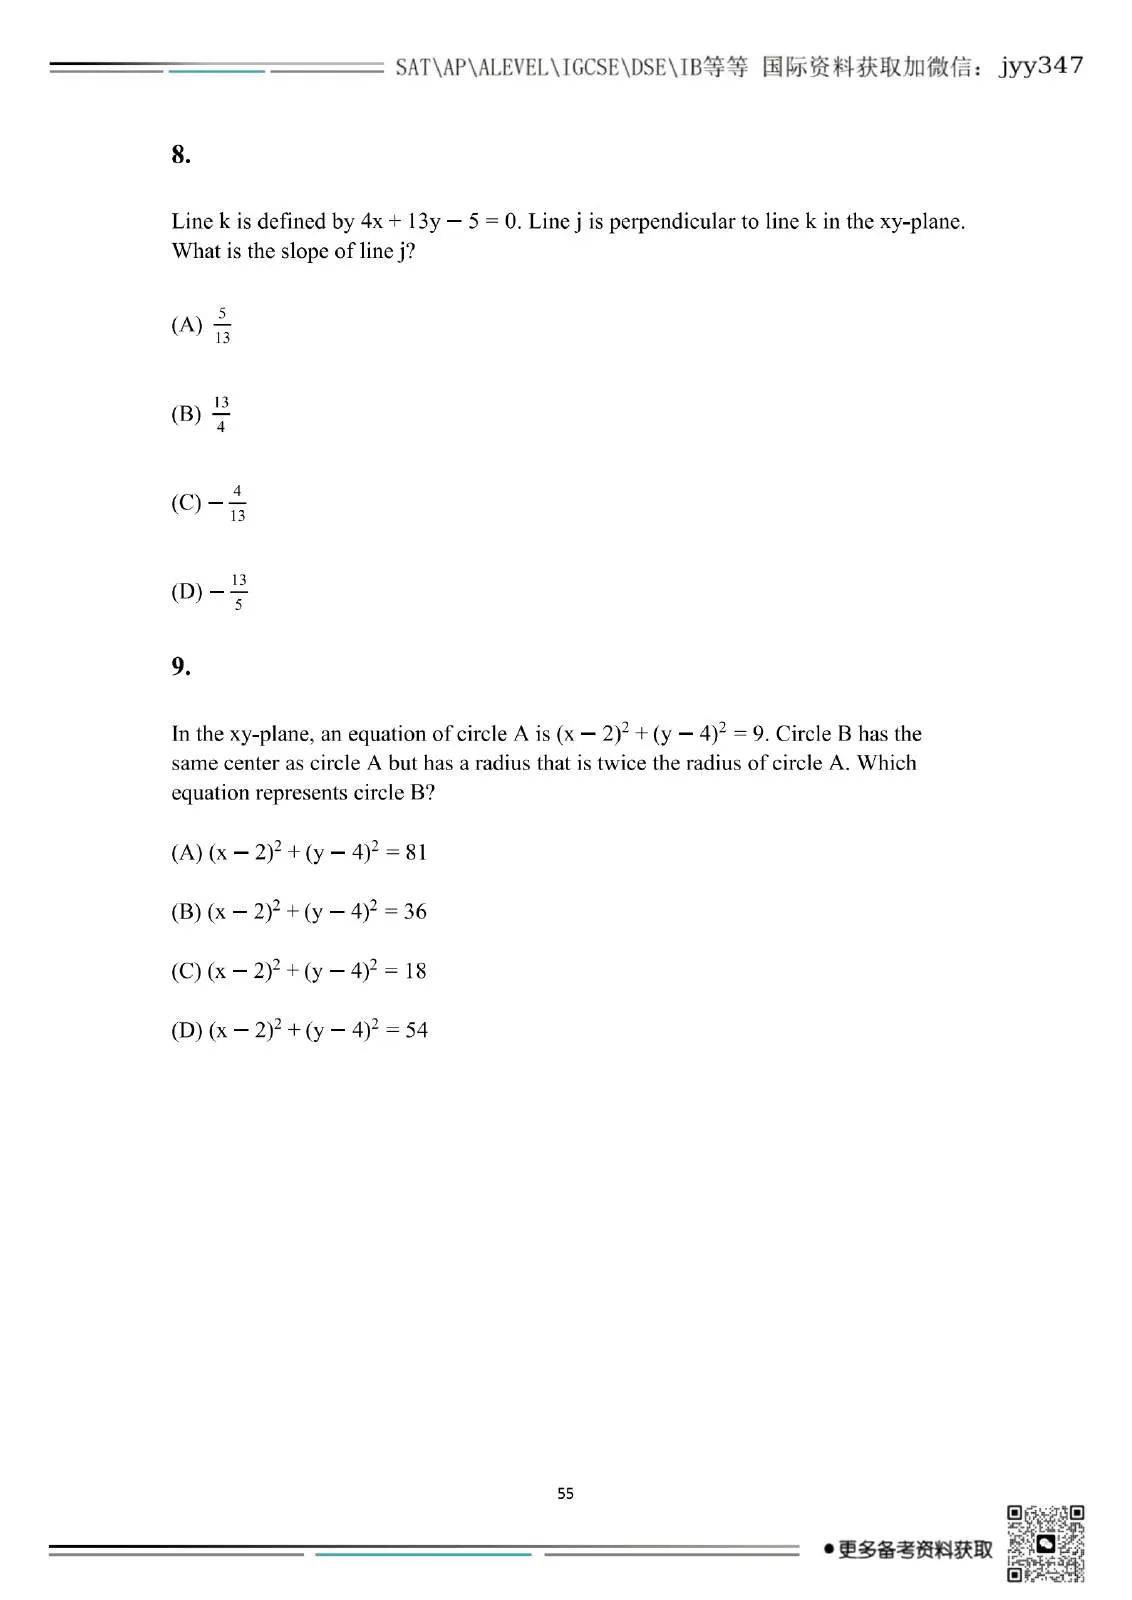 SAT\AP\ALEVEL\IGCSE\DSE\IB等等 国际资料获取加微信: jyy347
8.
Line k is defined by 4x + 13y − 5 = 0. Line j is perpendicular to line k in the xy-plane.
What is the slope of line j?
(A) 5/13
(B) 13/4
(C) − 4/13
(D) − 13/5
9.
In the xy-plane, an equation of circle A is (x − 2)² + (y − 4)² = 9. Circle B has the
same center as circle A but has a radius that is twice the radius of circle A. Which
equation represents circle B?
(A) (x − 2)² + (y − 4)² = 81
(B) (x − 2)² + (y − 4)² = 36
(C) (x − 2)² + (y − 4)² = 18
(D) (x − 2)² + (y − 4)² = 54
55
●更多备考资料获取